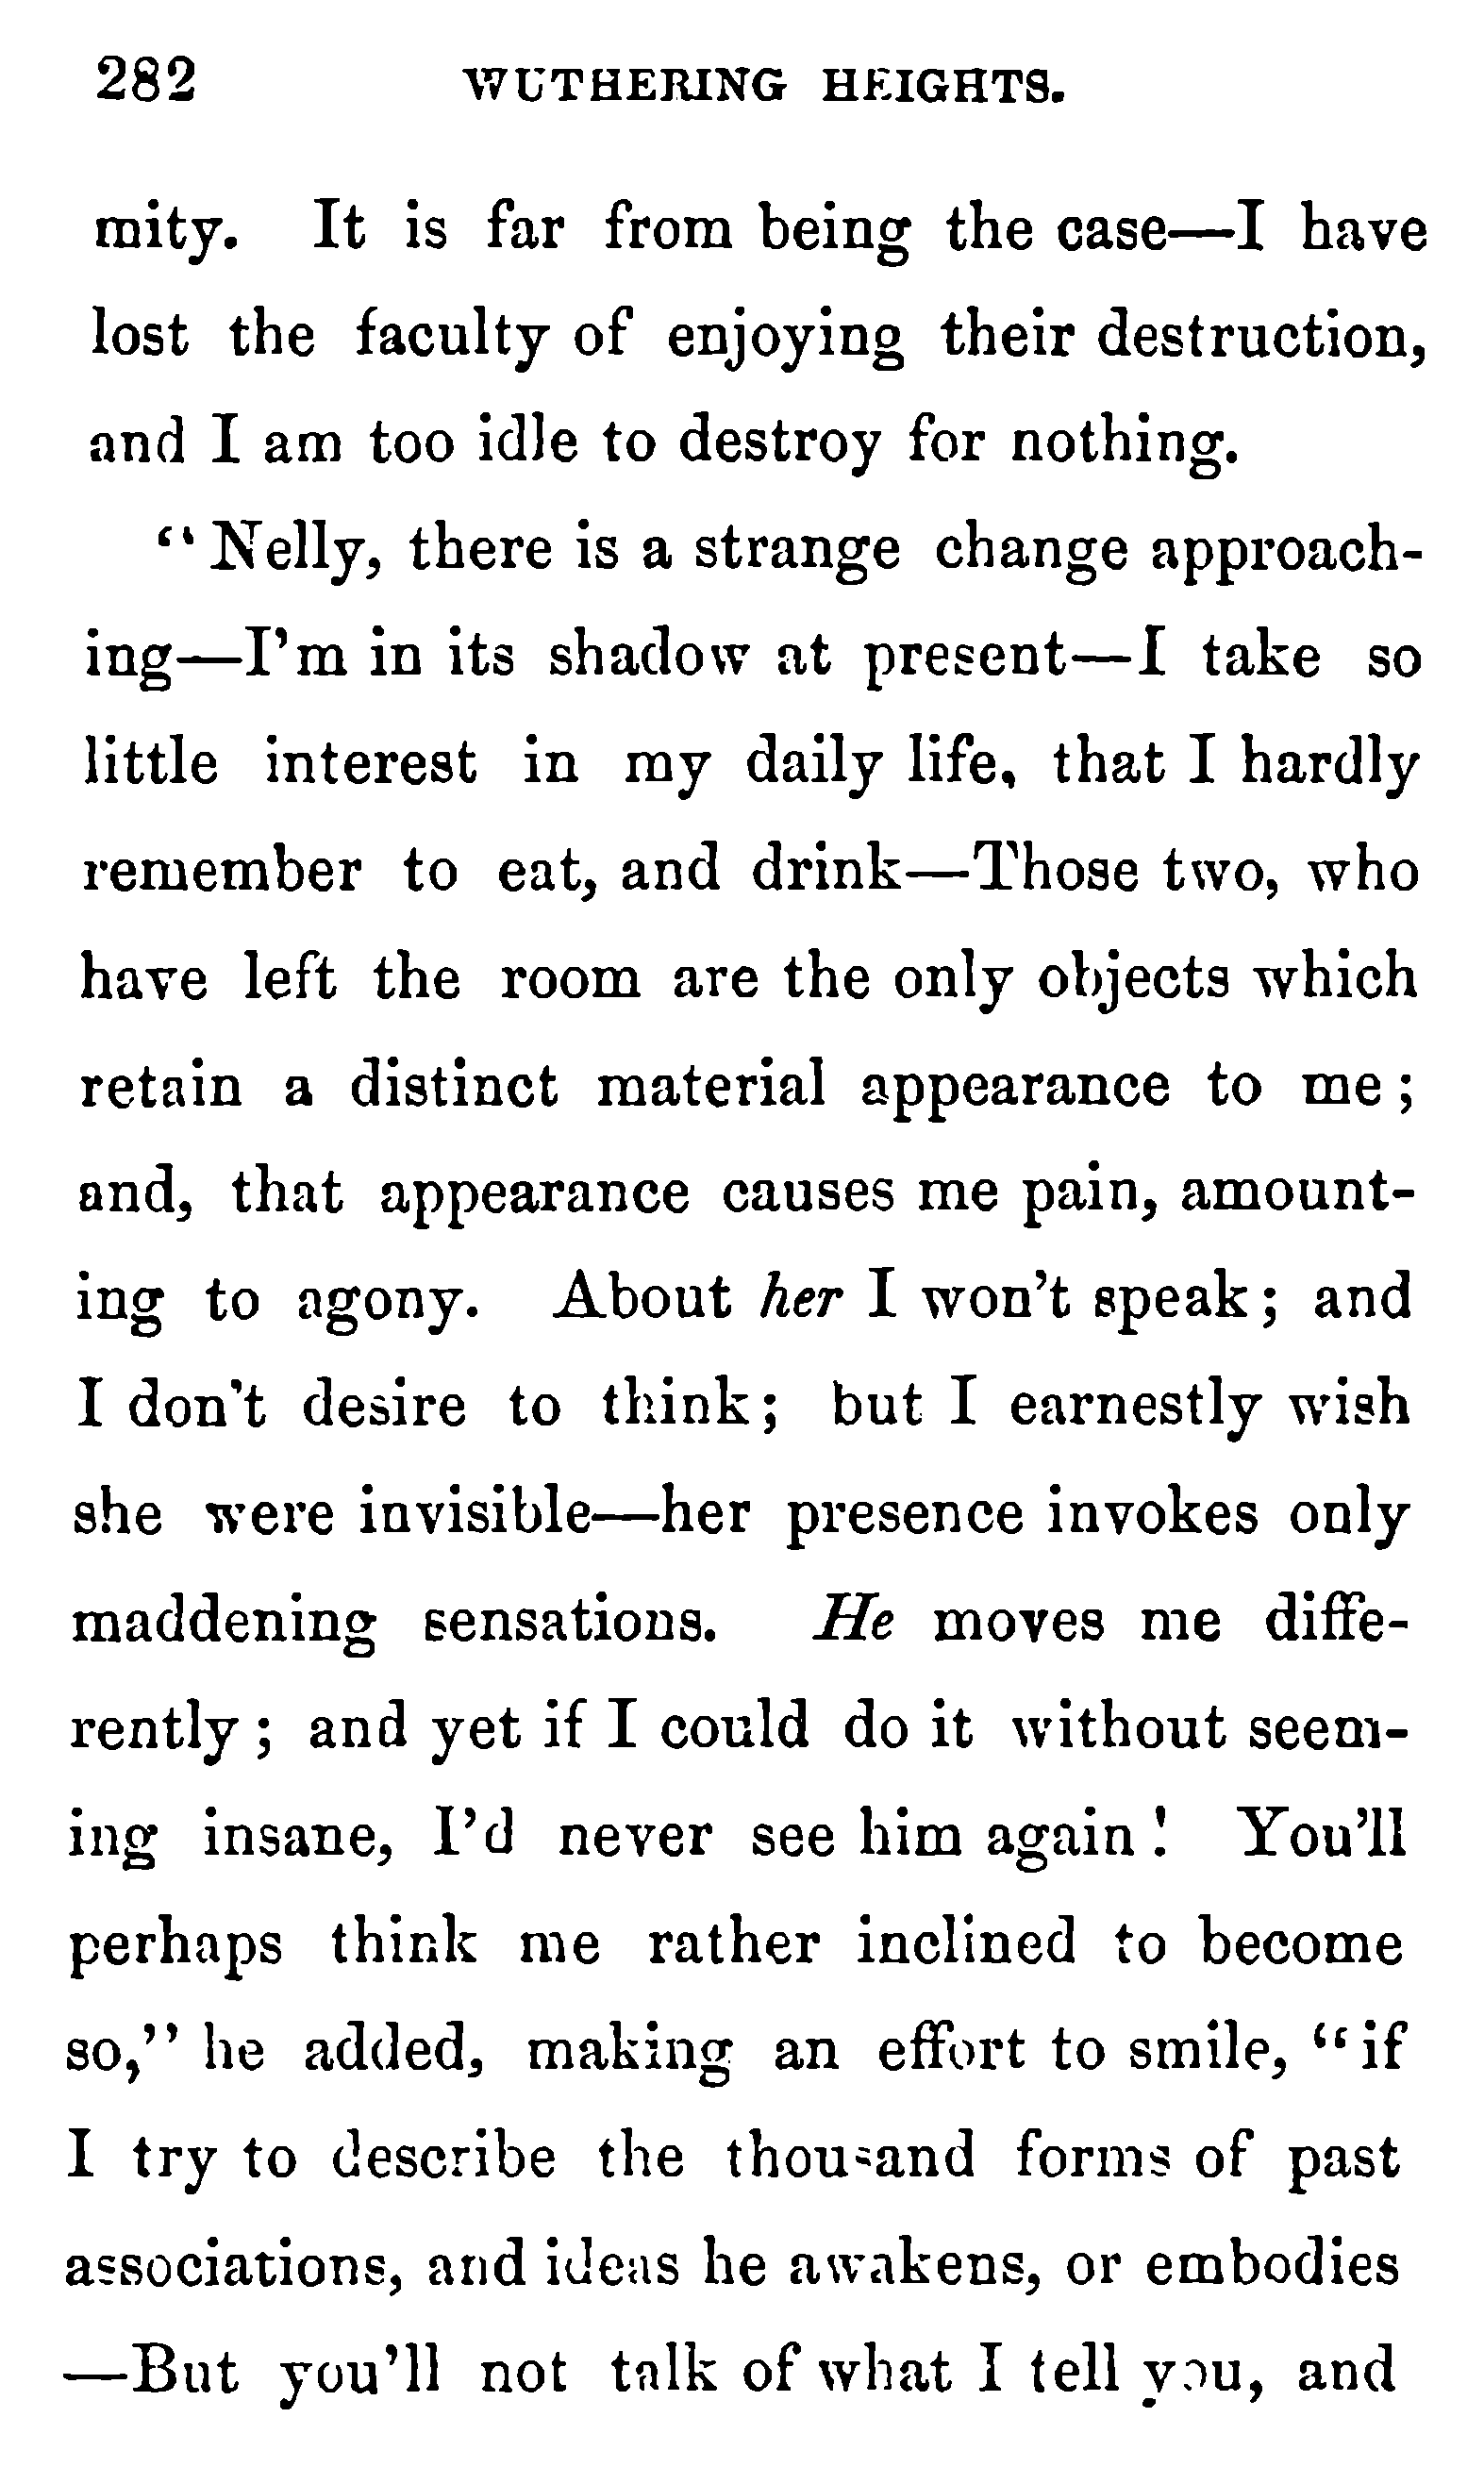 282 WUTHERING HEIGHTS.
mity. It is far from being the case—I have
lost the faculty of enjoying their destruction,
and I am too idle to destroy for nothing.
“Nelly, there is a strange change approach-
ing—I’m in its shadow at present—I take so
little interest in my daily life, that I hardly
remember to eat, and drink—Those two, who
have left the room are the only objects which
retain a distinct material appearance to me;
and, that appearance causes me pain, amount-
ing to agony. About her I won’t speak; and
I don’t desire to think; but I earnestly wish
she were invisible—her presence invokes only
maddening sensations. He moves me diffe-
rently; and yet if I could do it without seem-
ing insane, I’d never see him again! You’ll
perhaps think me rather inclined to become
so,” he added, making an effort to smile, “if
I try to describe the thousand forms of past
associations, and ideas he awakens, or embodies
—But you’ll not talk of what I tell you, and